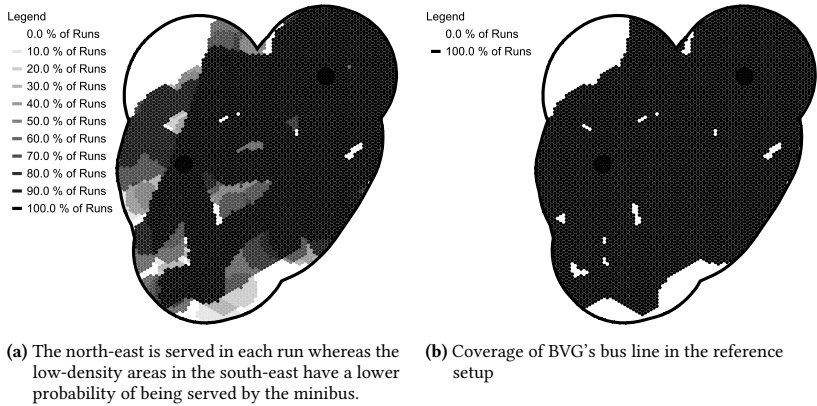 Legend
0.0 % of Runs
10.0 % of Runs
20.0 % of Runs
30.0 % of Runs
40.0 % of Runs
50.0 % of Runs
60.0 % of Runs
70.0 % of Runs
80.0 % of Runs
90.0 % of Runs
100.0 % of Runs
(a) The north-east is served in each run whereas the
low-density areas in the south-east have a lower
probability of being served by the minibus.
Legend
0.0 % of Runs
100.0 % of Runs
(b) Coverage of BVG's bus line in the reference
setup